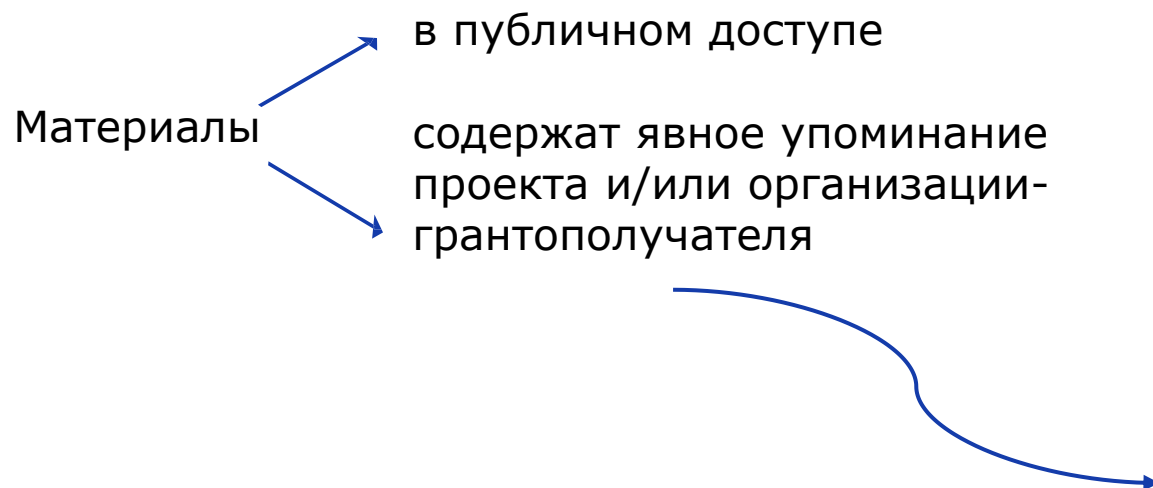 в публичном доступе
Материалы
содержат явное упоминание
проекта и/или организации-
грантополучателя